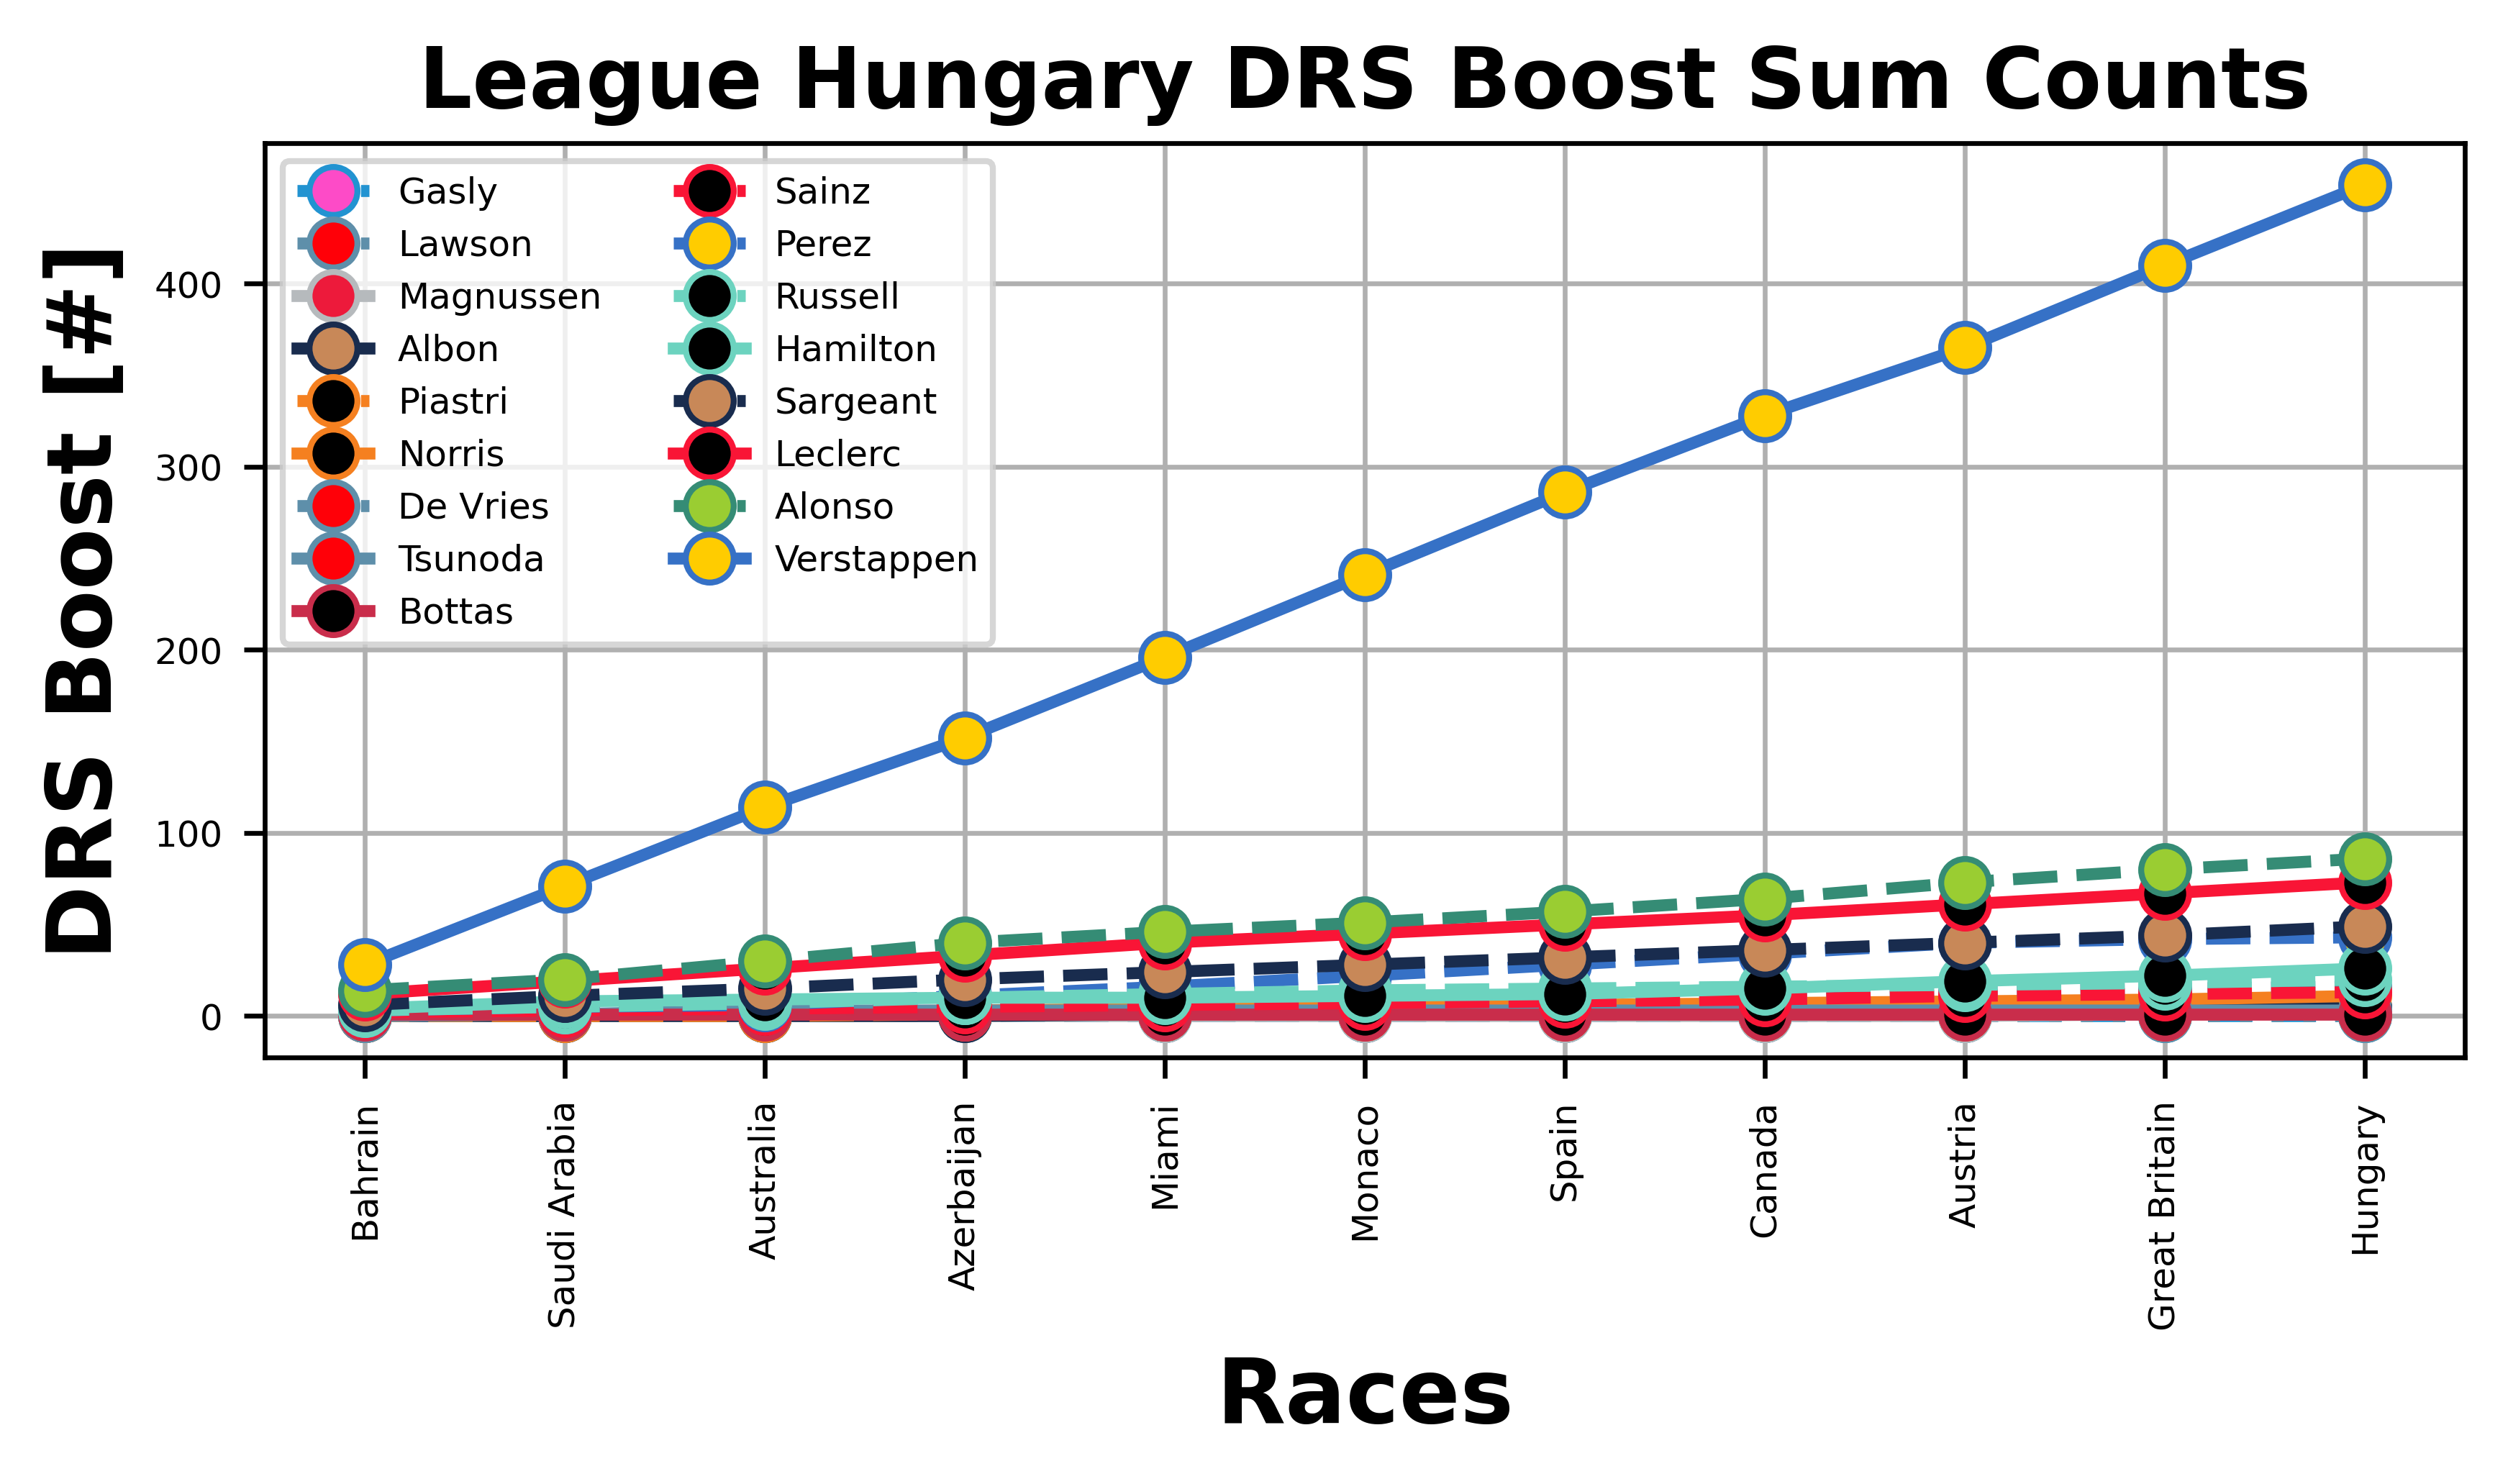 League Hungary DRS Boost Sum Counts
DRS Boost [#]
400
300
200
100
0
Gasly
Lawson
Magnussen
Albon
Piastri
Norris
De Vries
Tsunoda
Bottas
Sainz
Perez
Russell
Hamilton
Sargeant
Leclerc
Alonso
Verstappen
Bahrain
Saudi Arabia
Australia
Azerbaijan
Miami
Monaco
Spain
Canada
Austria
Great Britain
Hungary
Races